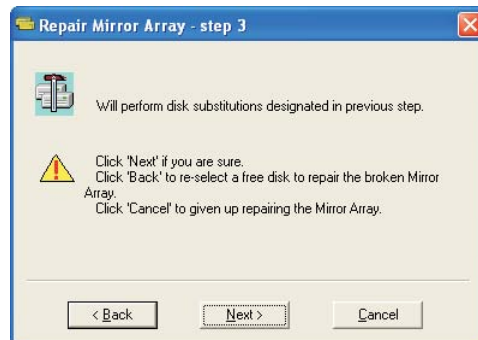 Repair Mirror Array - step 3
Will perform disk substitutions designated in previous step.
Click 'Next' if you are sure.
Click 'Back' to re-select a free disk to repair the broken Mirror
Array.
Click 'Cancel' to given up repairing the Mirror Array.
< Back Next > Cancel